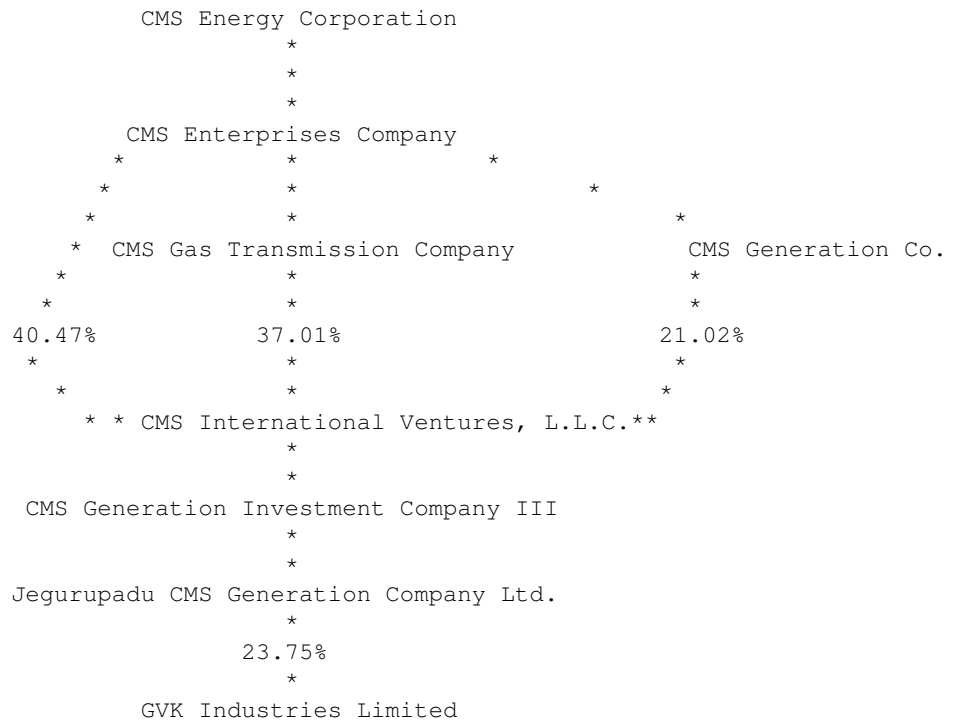 CMS Energy Corporation
*
*
*
CMS Enterprises Company
* * *
* * *
* * *
* CMS Gas Transmission Company CMS Generation Co.
* * *
* * *
40.47% 37.01% 21.02%
* * *
* * *
* * CMS International Ventures, L.L.C.**
*
*
CMS Generation Investment Company III
*
*
Jegurupadu CMS Generation Company Ltd.
*
23.75%
*
GVK Industries Limited